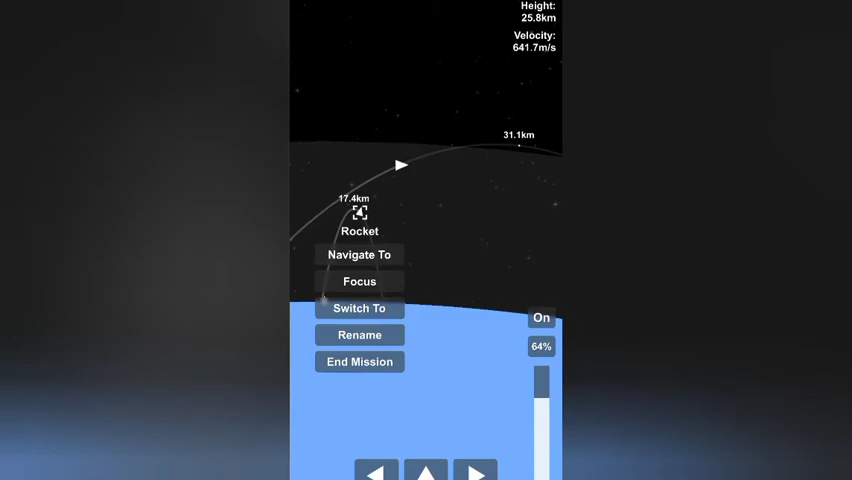 Height:
25.8km
Velocity:
641.7m/s
31.1km
17.4km
Rocket
Navigate To
Focus
Switch To
Rename
End Mission
On
64%